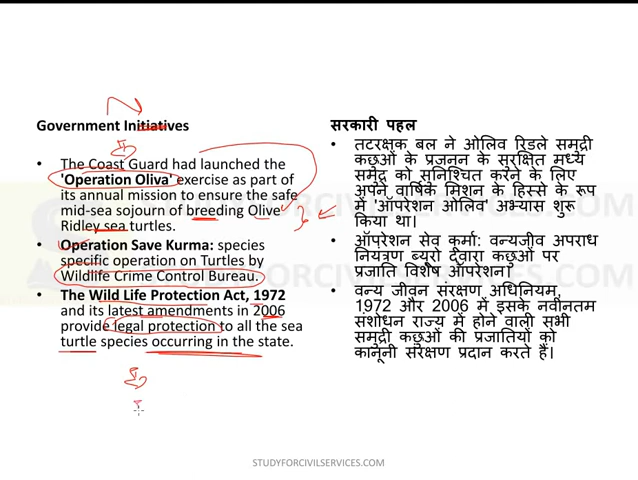 Government Initiatives
• The Coast Guard had launched the
'Operation Oliva' exercise as part of
its annual mission to ensure the safe
mid-sea sojourn of breeding Olive
Ridley sea turtles.
• Operation Save Kurma: species
specific operation on Turtles by
Wildlife Crime Control Bureau.
• The Wild Life Protection Act, 1972
and its latest amendments in 2006
provide legal protection to all the sea
turtle species occurring in the state.
सरकारी पहल
• तटरक्षक बल ने ओलिव रिडले समुद्री
कछुओं के प्रजनन के सुरक्षित मध्य
समुद्र को सुनिश्चित करने के लिए
अपने वार्षिक मिशन के हिस्से के रूप
में 'ऑपरेशन ओलिव' अभ्यास शुरू
किया था।
• ऑपरेशन सेव कुर्मा: वन्यजीव अपराध
नियंत्रण ब्यूरो द्वारा कछुओं पर
प्रजाति विशेष ऑपरेशन।
• वन्य जीवन संरक्षण अधिनियम,
1972 और 2006 में इसके नवीनतम
संशोधन राज्य में होने वाली सभी
समुद्री कछुओं की प्रजातियों को
कानूनी संरक्षण प्रदान करते हैं।
STUDYFORCIVILSERVICES.COM